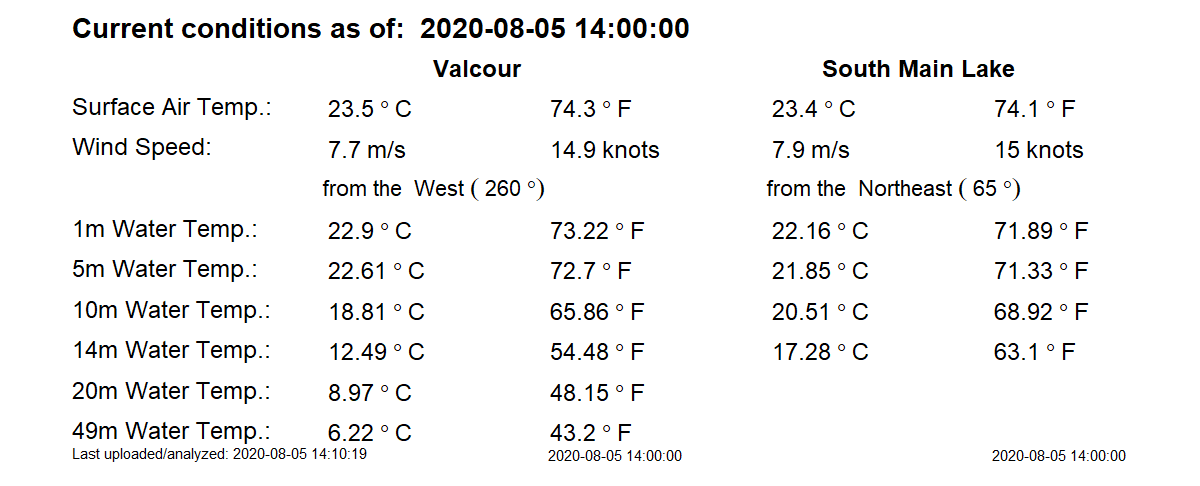 Current conditions as of: 2020-08-05 14:00:00
Valcour South Main Lake
Surface Air Temp.: 23.5 ° C 74.3 ° F 23.4 ° C 74.1 ° F
Wind Speed: 7.7 m/s 14.9 knots 7.9 m/s 15 knots
from the West ( 260 °) from the Northeast ( 65 °)
1m Water Temp.: 22.9 ° C 73.22 ° F 22.16 ° C 71.89 ° F
5m Water Temp.: 22.61 ° C 72.7 ° F 21.85 ° C 71.33 ° F
10m Water Temp.: 18.81 ° C 65.86 ° F 20.51 ° C 68.92 ° F
14m Water Temp.: 12.49 ° C 54.48 ° F 17.28 ° C 63.1 ° F
20m Water Temp.: 8.97 ° C 48.15 ° F
49m Water Temp.: 6.22 ° C 43.2 ° F
Last uploaded/analyzed: 2020-08-05 14:10:19 2020-08-05 14:00:00 2020-08-05 14:00:00